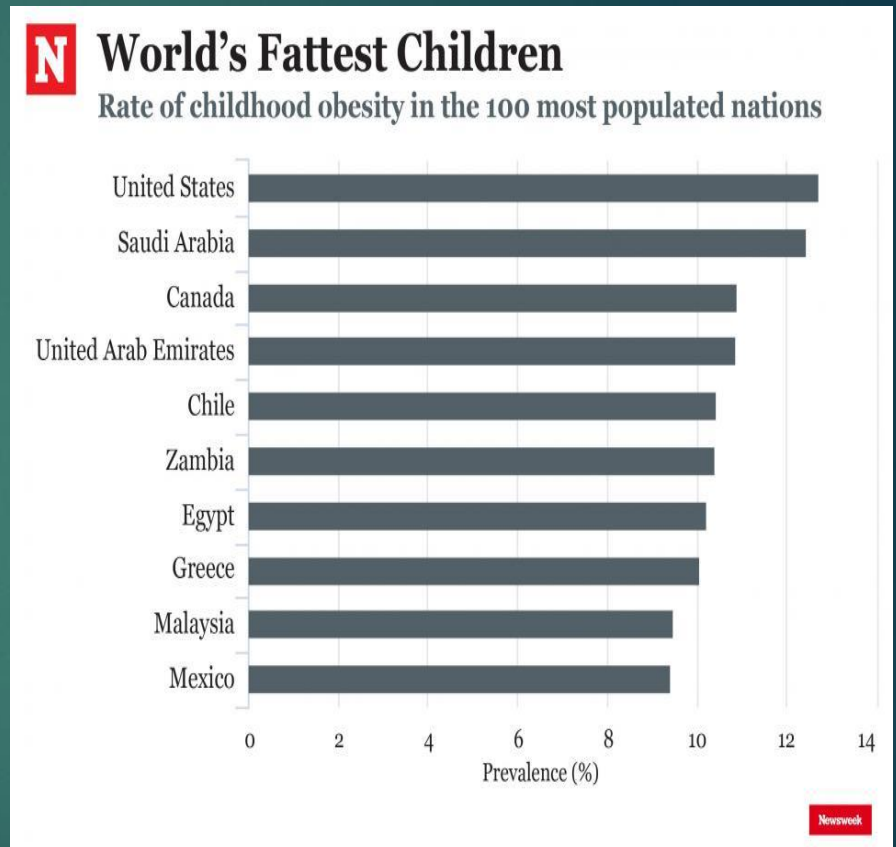 N
World's Fattest Children
Rate of childhood obesity in the 100 most populated nations
United States
Saudi Arabia
Canada
United Arab Emirates
Chile
Zambia
Egypt
Greece
Malaysia
Mexico
0 2 4 6 8 10 12 14
Prevalence (%)
Newsweek